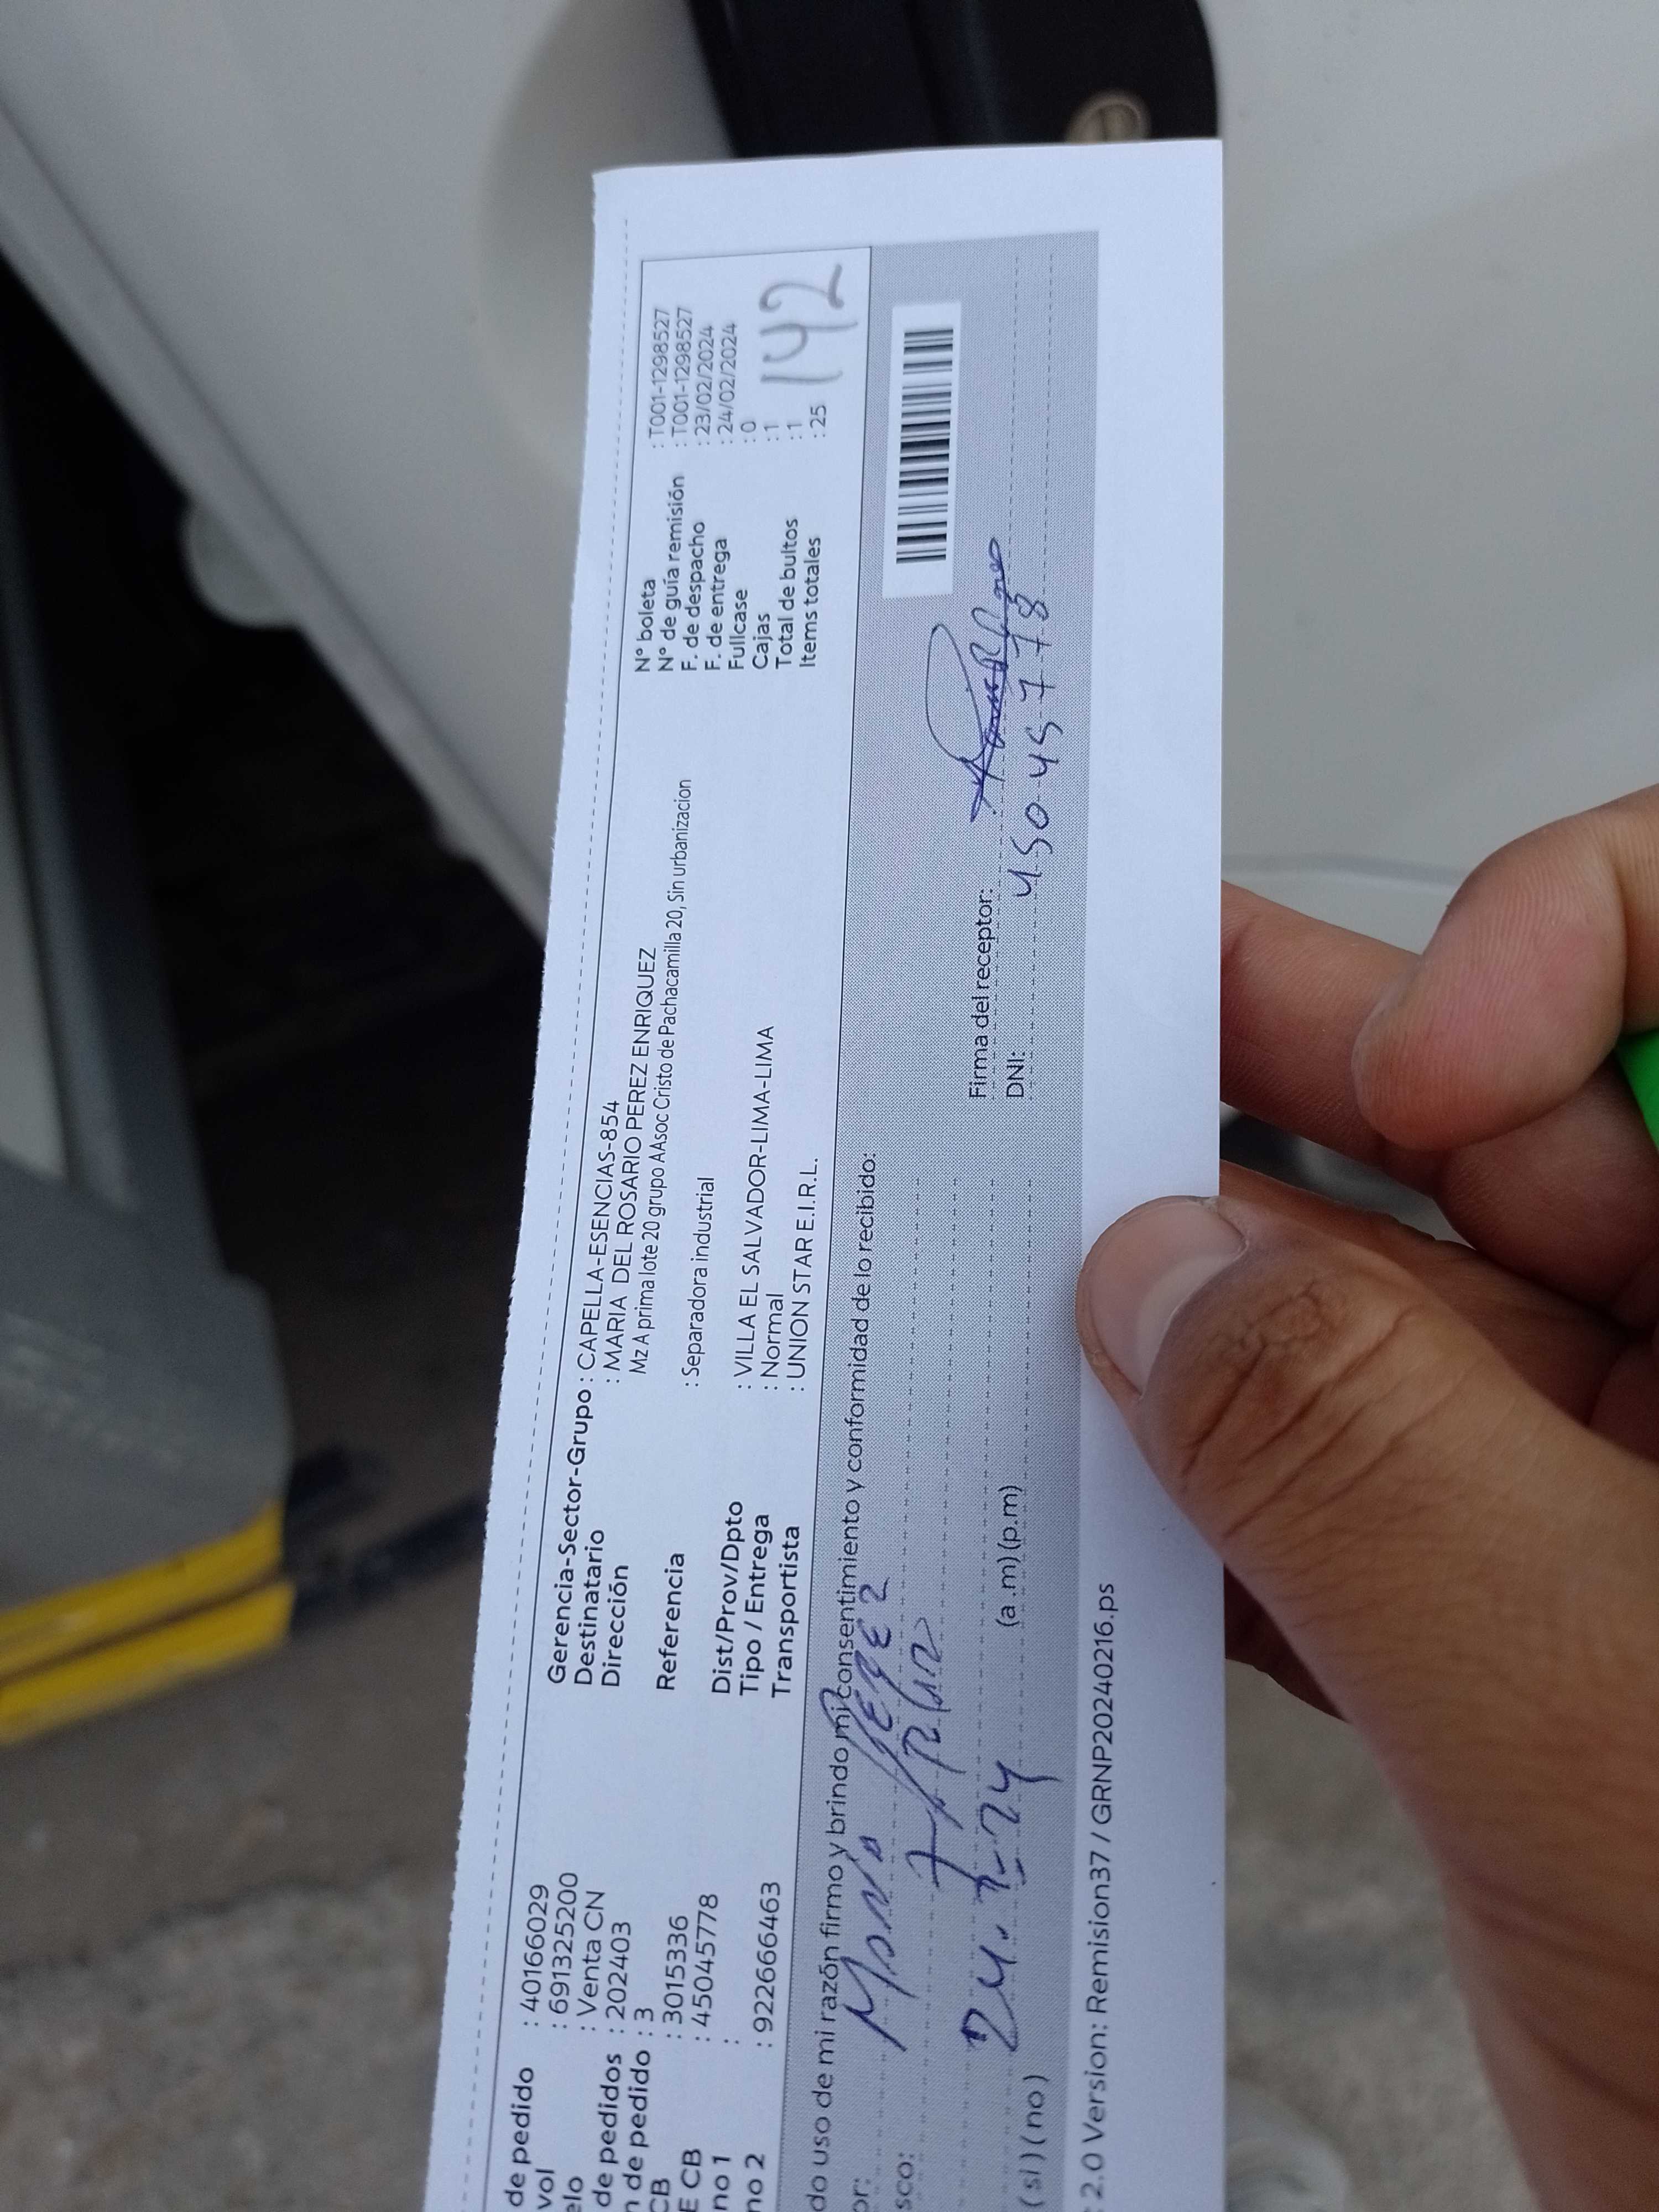 de pedido : 40166029
vol : 691325200
elo : Venta CN
de pedidos : 202403
n de pedido : 3
CB : 3015336
E CB : 45045778
no 1 :
no 2 : 922666463
Gerencia-Sector-Grupo : CAPELLA-ESENCIAS-854
Destinatario : MARIA DEL ROSARIO PEREZ ENRIQUEZ
Dirección Mz A prima lote 20 grupo AAsoc Cristo de Pachacamilla 20, Sin urbanizacion
Referencia : Separadora industrial
Dist/Prov/Dpto : VILLA EL SALVADOR-LIMA-LIMA
Tipo / Entrega : Normal
Transportista : UNION STAR E.I.R.L.
N° boleta : T001-1298527
N° de guía remisión : T001-1298527
F. de despacho : 23/02/2024
F. de entrega : 24/02/2024
Fullcase : 0
Cajas : 1
Total de bultos : 1
Items totales : 25
142
do uso de mi razón firmo y brindo mi consentimiento y conformidad de lo recibido:
or: Maria Perez
sco:
(si) (no) (a .m) (p.m)
Firma del receptor:
DNI: 45045778
2.0 Version: Remision37 / GRNP20240216.ps